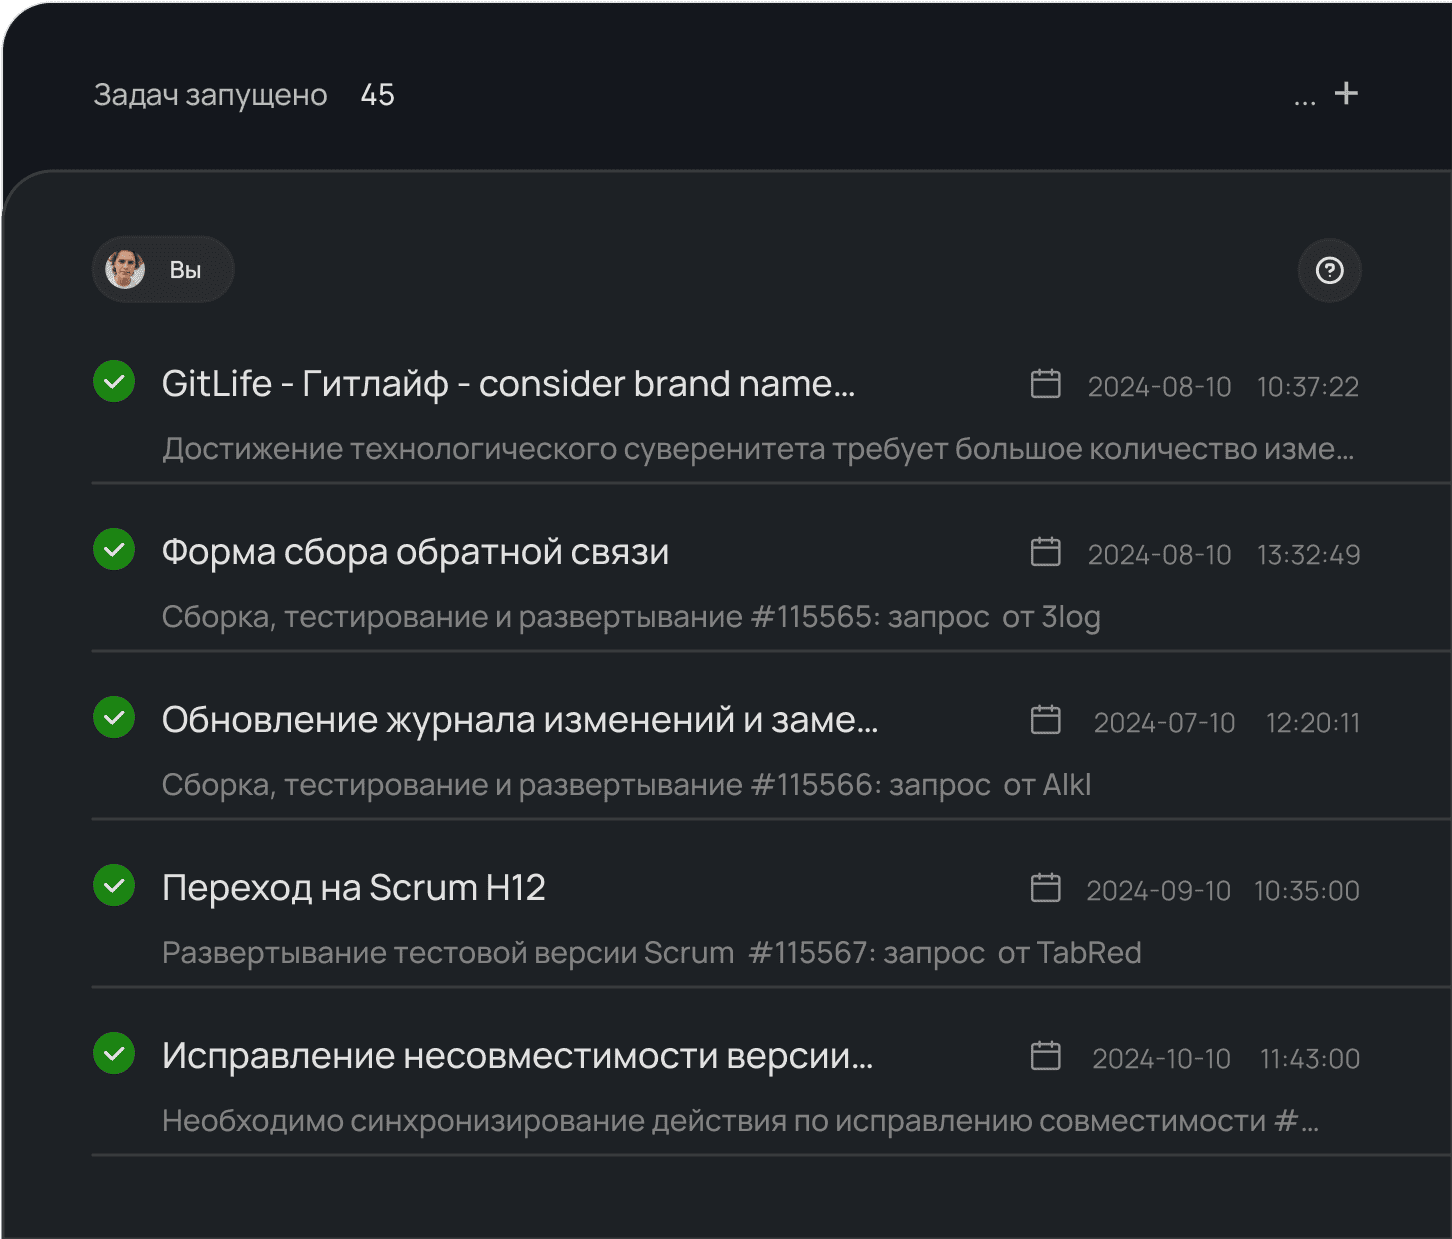 Задач запущено 45 ... +
Вы
GitLife - Гитлайф - consider brand name... 2024-08-10 10:37:22
Достижение технологического суверенитета требует большое количество изме...
Форма сбора обратной связи 2024-08-10 13:32:49
Сборка, тестирование и развертывание #115565: запрос от 3log
Обновление журнала изменений и заме... 2024-07-10 12:20:11
Сборка, тестирование и развертывание #115566: запрос от Alkl
Переход на Scrum H12 2024-09-10 10:35:00
Развертывание тестовой версии Scrum #115567: запрос от TabRed
Исправление несовместимости версии... 2024-10-10 11:43:00
Необходимо синхронизирование действия по исправлению совместимости #...